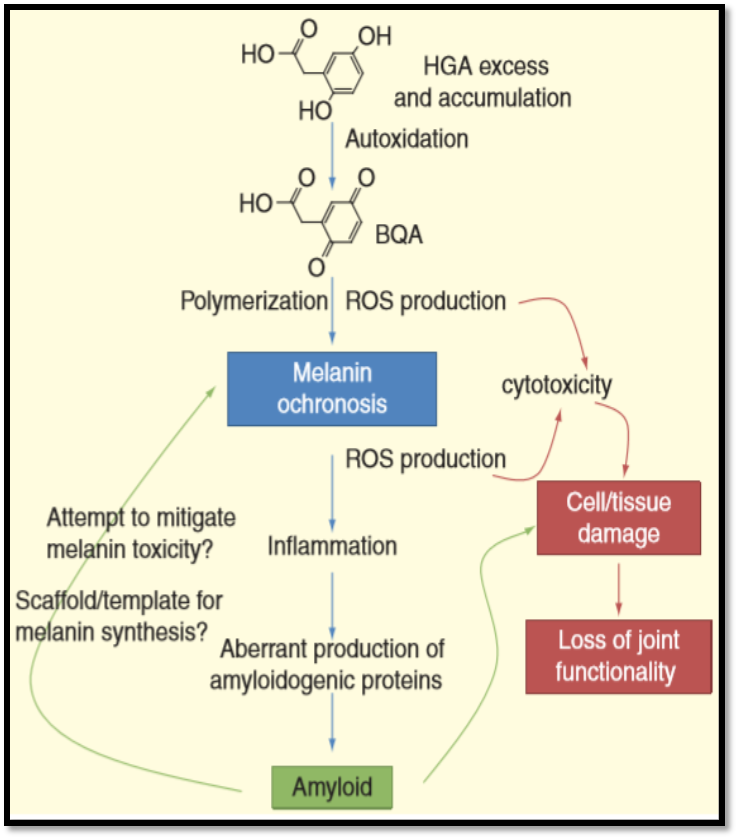 O
OH
HO
HO
HGA excess
and accumulation
Autoxidation
O
O
HO
BQA
O
Polymerization
ROS production
Melanin
ochronosis
cytotoxicity
ROS production
Cell/tissue
damage
Attempt to mitigate
melanin toxicity?
Inflammation
Scaffold/template for
melanin synthesis?
Aberrant production of
amyloidogenic proteins
Loss of joint
functionality
Amyloid